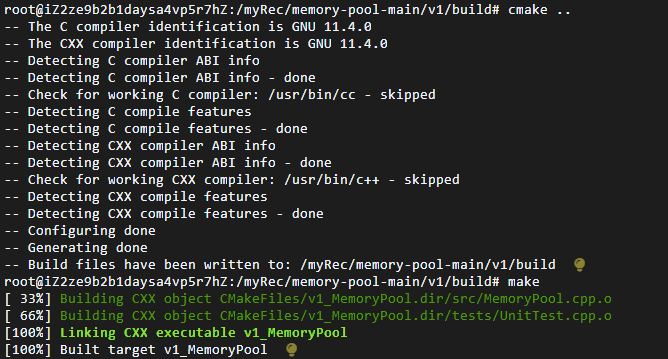 root@iZ2ze9b2b1daysa4vp5r7hZ:/myRec/memory-pool-main/v1/build# cmake ..
-- The C compiler identification is GNU 11.4.0
-- The CXX compiler identification is GNU 11.4.0
-- Detecting C compiler ABI info
-- Detecting C compiler ABI info - done
-- Check for working C compiler: /usr/bin/cc - skipped
-- Detecting C compile features
-- Detecting C compile features - done
-- Detecting CXX compiler ABI info
-- Detecting CXX compiler ABI info - done
-- Check for working CXX compiler: /usr/bin/c++ - skipped
-- Detecting CXX compile features
-- Detecting CXX compile features - done
-- Configuring done
-- Generating done
-- Build files have been written to: /myRec/memory-pool-main/v1/build
root@iZ2ze9b2b1daysa4vp5r7hZ:/myRec/memory-pool-main/v1/build# make
[ 33%] Building CXX object CMakeFiles/v1_MemoryPool.dir/src/MemoryPool.cpp.o
[ 66%] Building CXX object CMakeFiles/v1_MemoryPool.dir/tests/UnitTest.cpp.o
[100%] Linking CXX executable v1_MemoryPool
[100%] Built target v1_MemoryPool